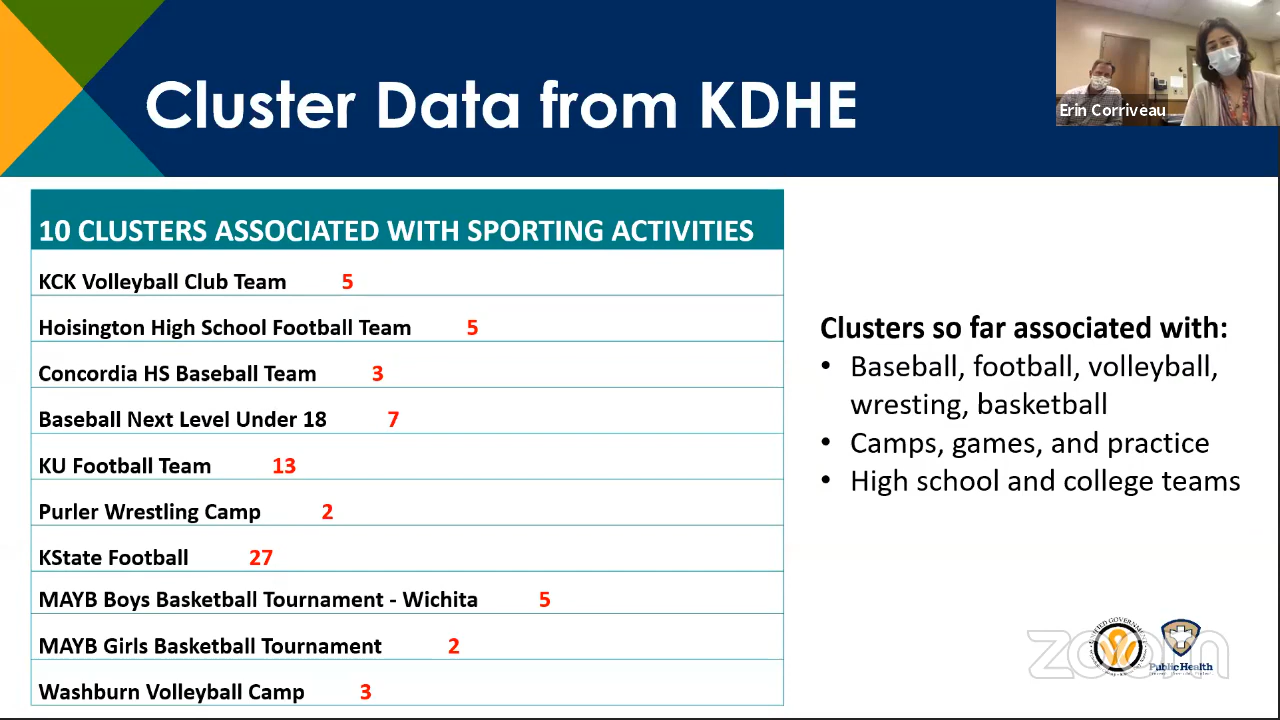 Cluster Data from KDHE
Erin Corriveau
10 CLUSTERS ASSOCIATED WITH SPORTING ACTIVITIES
KCK Volleyball Club Team 5
Hoisington High School Football Team 5
Concordia HS Baseball Team 3
Baseball Next Level Under 18 7
KU Football Team 13
Purler Wrestling Camp 2
KState Football 27
MAYB Boys Basketball Tournament - Wichita 5
MAYB Girls Basketball Tournament 2
Washburn Volleyball Camp 3
Clusters so far associated with:
• Baseball, football, volleyball,
wresting, basketball
• Camps, games, and practice
• High school and college teams
zoom
UNIFIED GOVERNMENT
Public Health